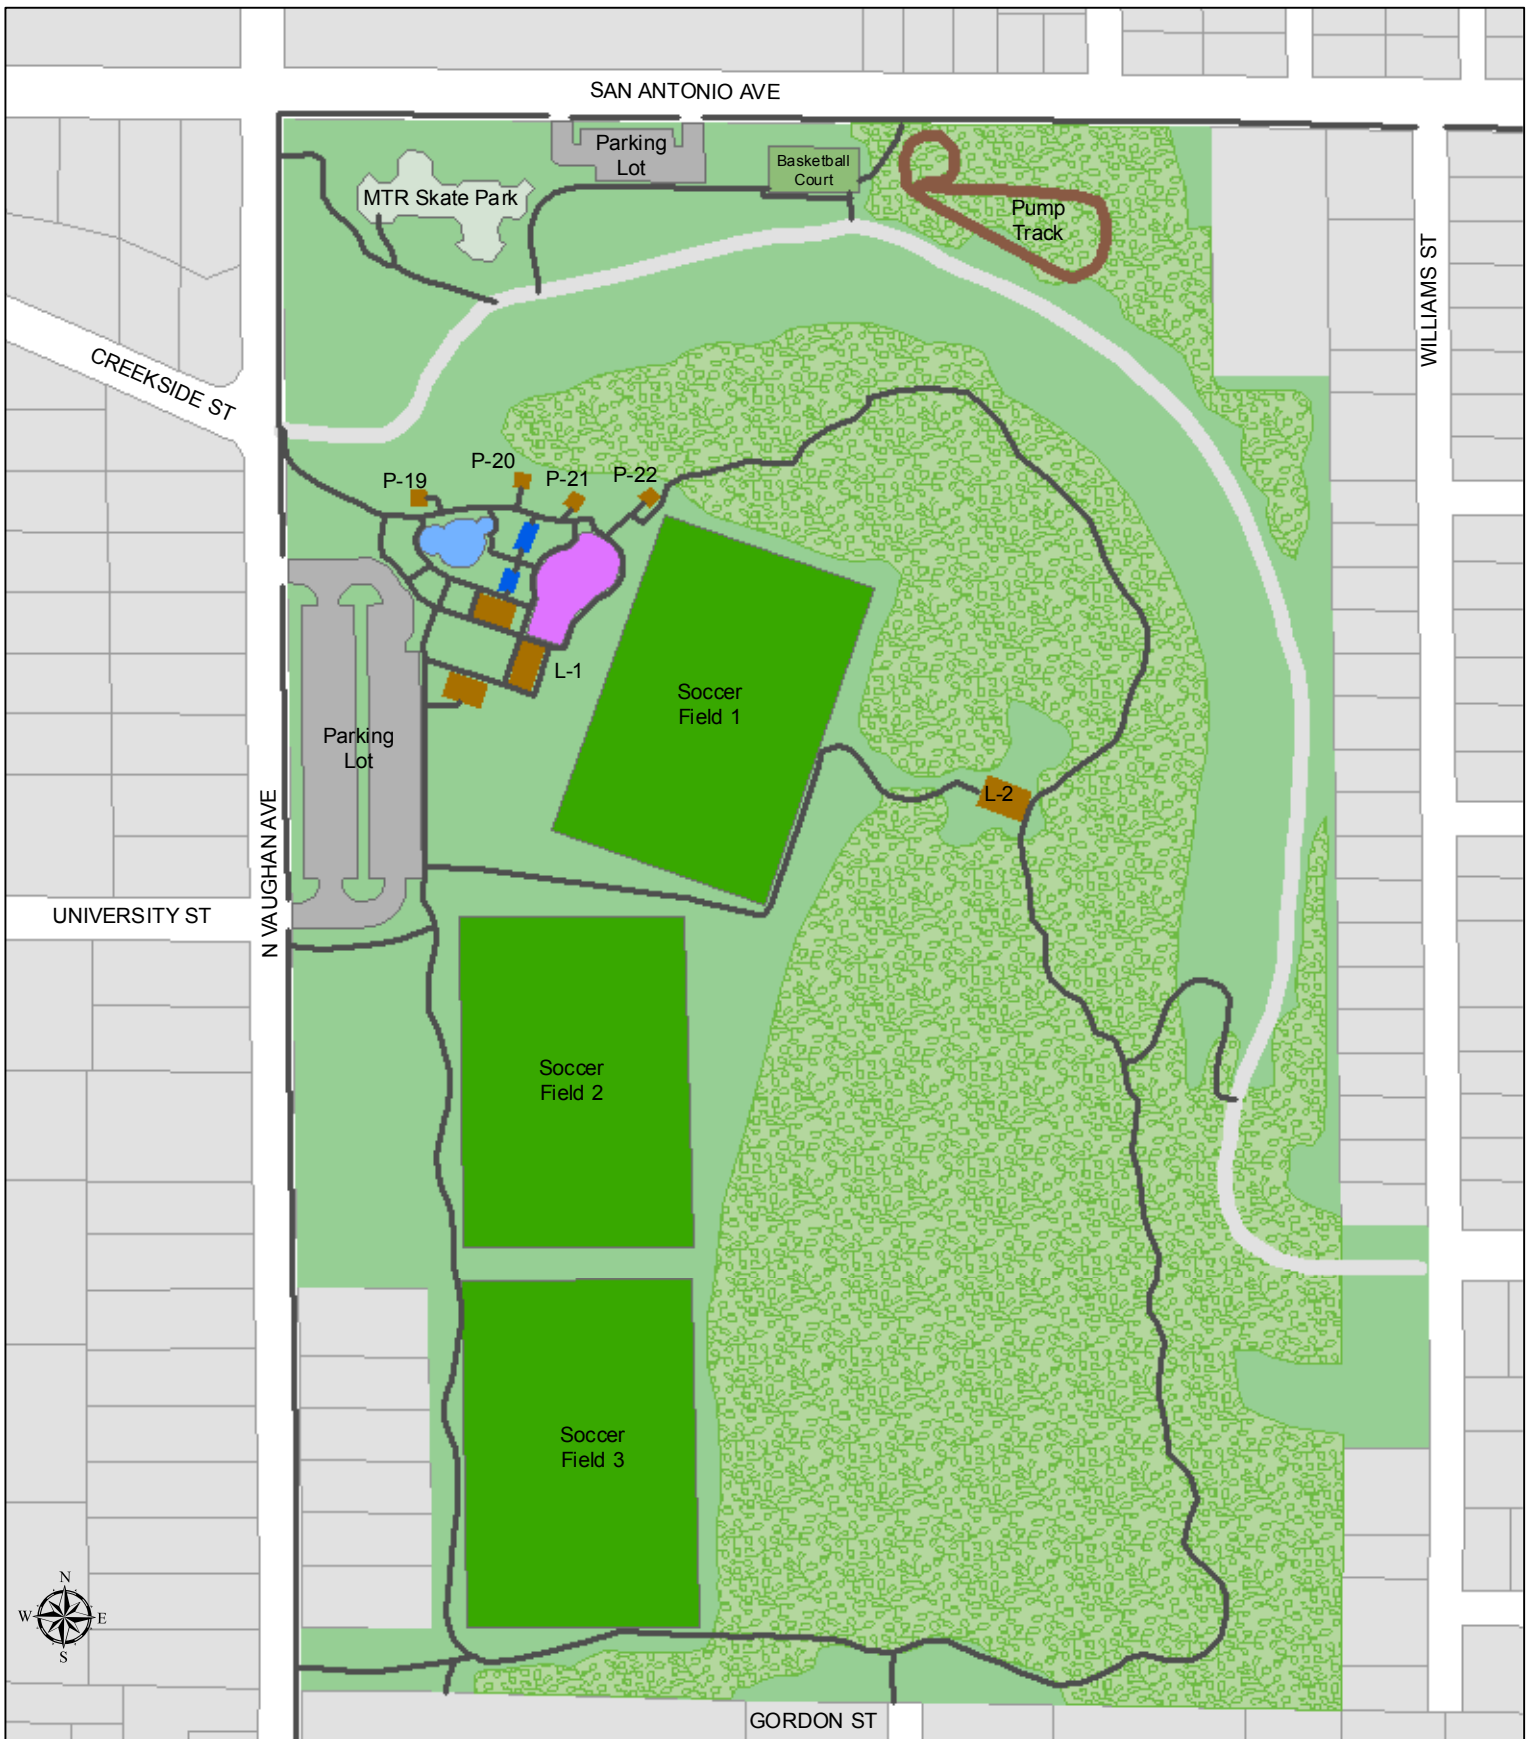 SAN ANTONIO AVE
Parking
Lot
Basketball
Court
MTR Skate Park
Pump
Track
WILLIAMS ST
CREEKSIDE ST
P-19
P-20
P-21
P-22
L-1
Soccer
Field 1
Parking
Lot
L-2
N VAUGHAN AVE
UNIVERSITY ST
Soccer
Field 2
Soccer
Field 3
N
W
E
S
GORDON ST